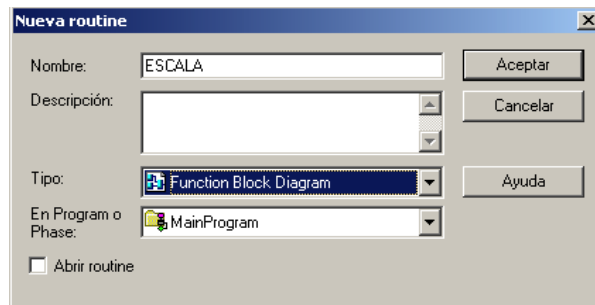 Nueva routine
Nombre: ESCALA Aceptar
Descripción: Cancelar
Tipo: Function Block Diagram Ayuda
En Program o
Phase: MainProgram
Abrir routine